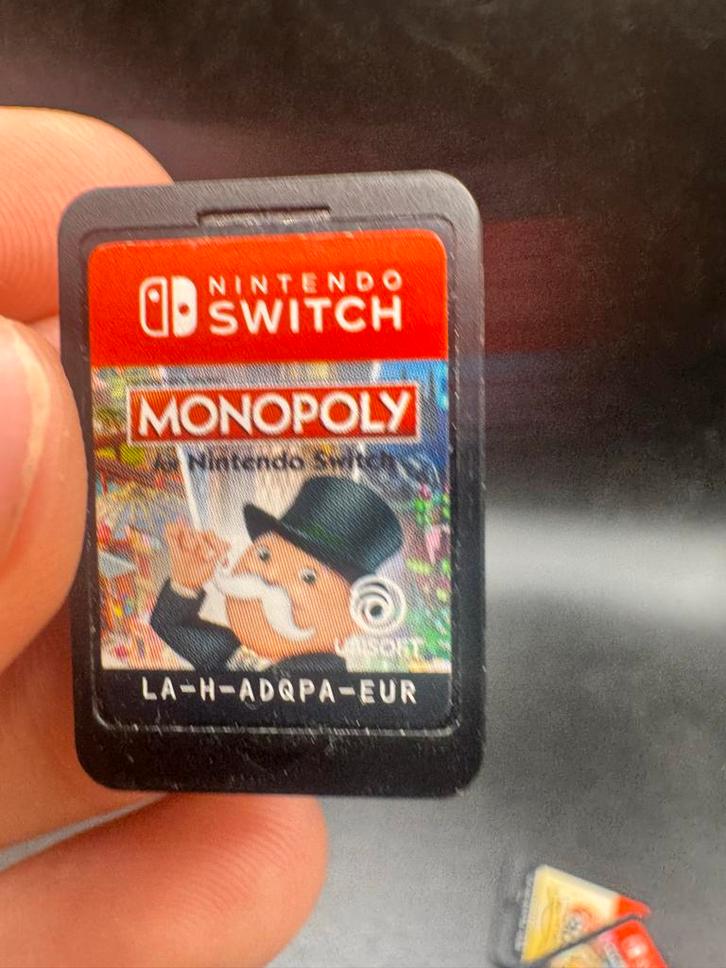 NINTENDO
SWITCH
MONOPOLY
for Nintendo Switch
UBISOFT
LA-H-ADQPA-EUR